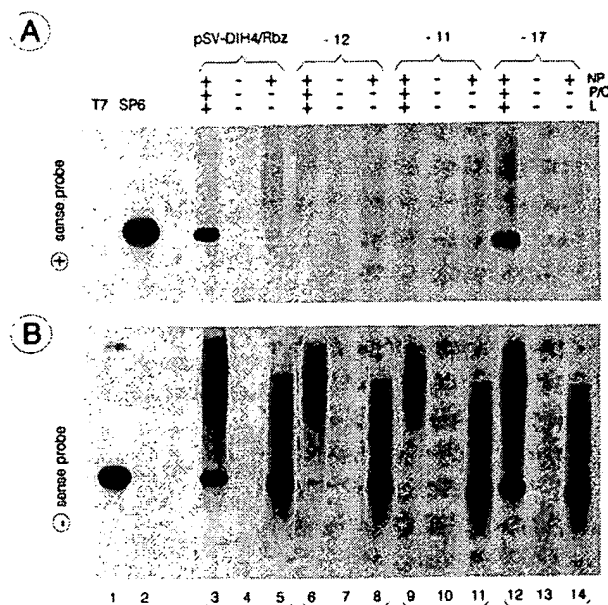 A
pSV-DIH4/Rbz - 12 - 11 - 17
+ - + + - + + - + + - + NP
+ - - + - - + - - + - - P/C
T7 SP6 + - - + - - + - - + - - L
+ sense probe
B
- sense probe
1 2 3 4 5 6 7 8 9 10 11 12 13 14